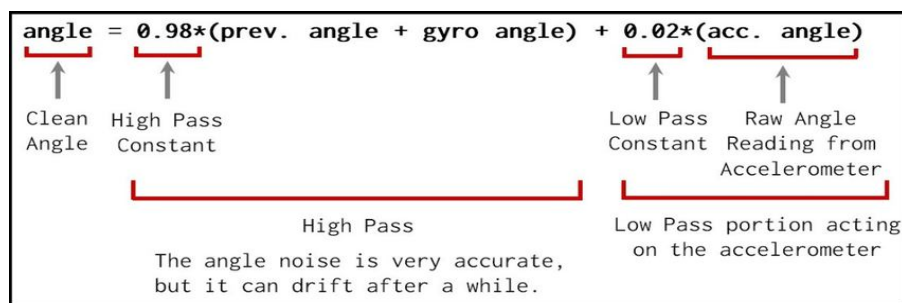 angle = 0.98*(prev. angle + gyro angle) + 0.02*(acc. angle)
Clean
Angle
High Pass
Constant
Low Pass
Constant
Raw Angle
Reading from
Accelerometer
High Pass
The angle noise is very accurate,
but it can drift after a while.
Low Pass portion acting
on the accelerometer